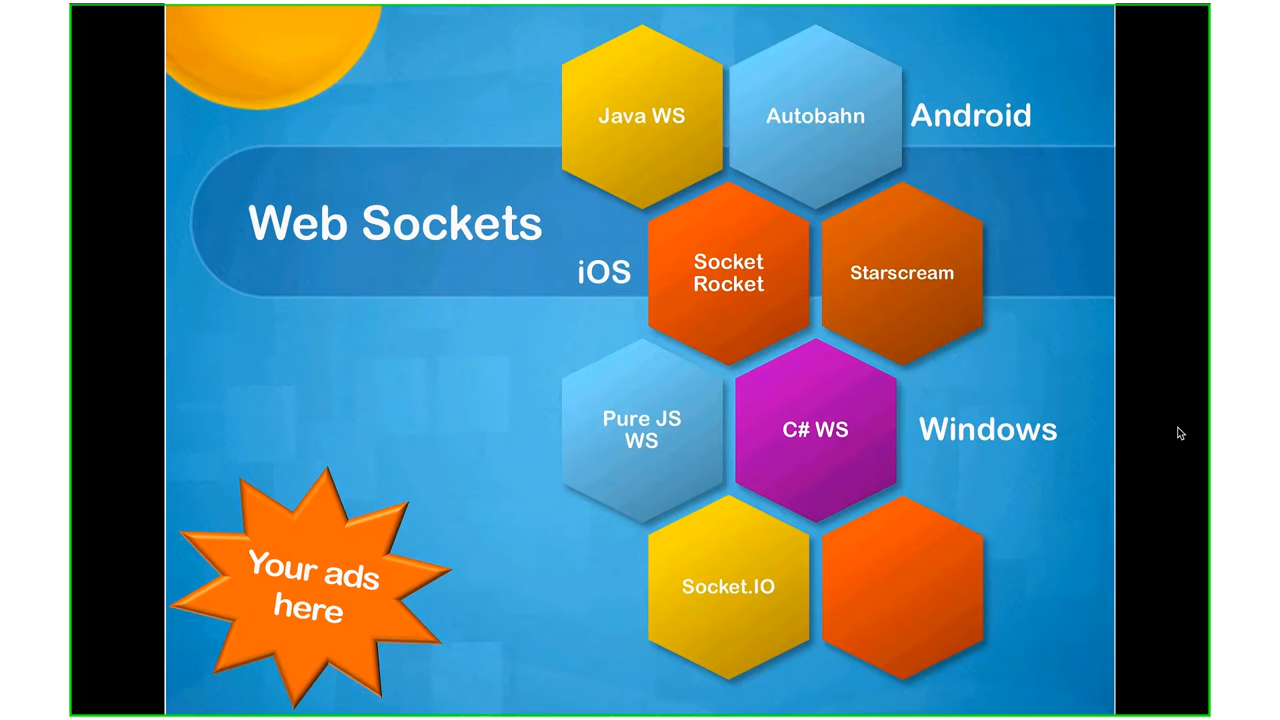 Java WS
Autobahn
Android
Web Sockets
iOS
Socket
Rocket
Starscream
Pure JS
WS
C# WS
Windows
Your ads
here
Socket.IO